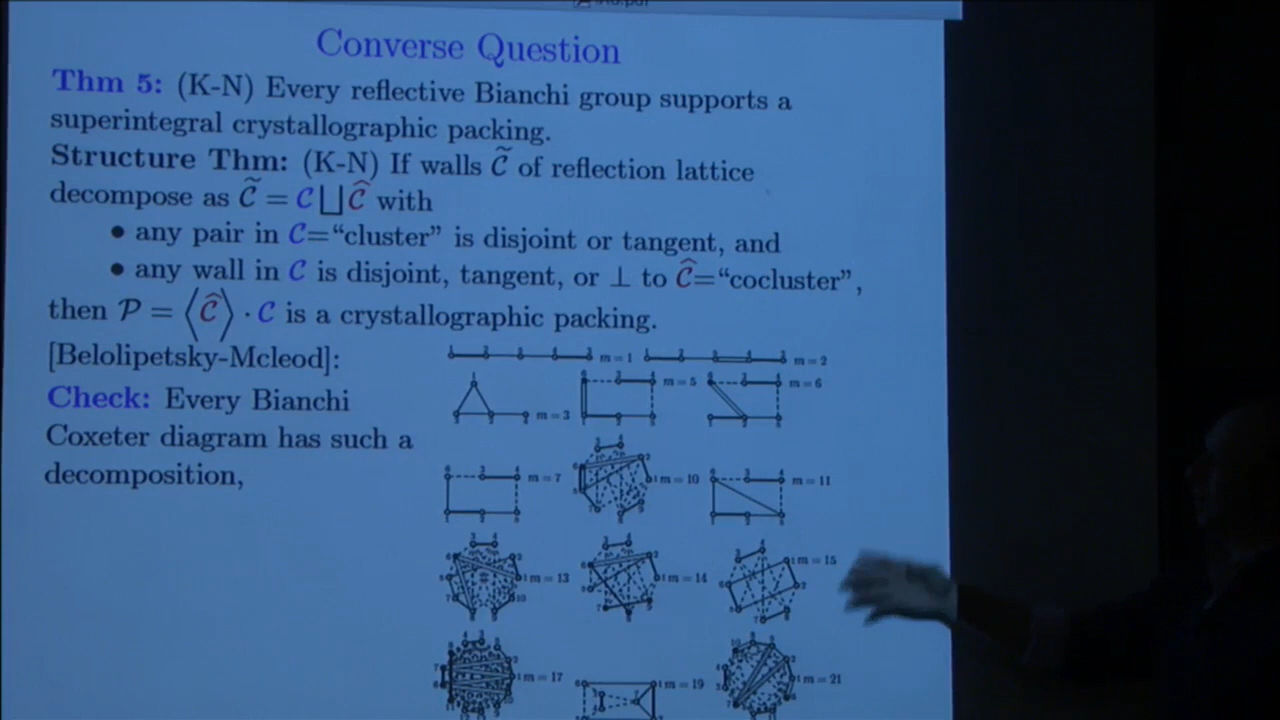 Converse Question
Thm 5: (K-N) Every reflective Bianchi group supports a
superintegral crystallographic packing.
Structure Thm: (K-N) If walls C̃ of reflection lattice
decompose as C̃ = C ⨆ Ĉ with
• any pair in C=“cluster” is disjoint or tangent, and
• any wall in C is disjoint, tangent, or ⊥ to Ĉ=“cocluster”,
then P = ⟨Ĉ⟩ · C is a crystallographic packing.
[Belolipetsky-Mcleod]:
Check: Every Bianchi
Coxeter diagram has such a
decomposition,
m = 1
m = 2
m = 3
m = 5
m = 6
m = 7
m = 10
m = 11
m = 13
m = 14
m = 15
m = 17
m = 19
m = 21